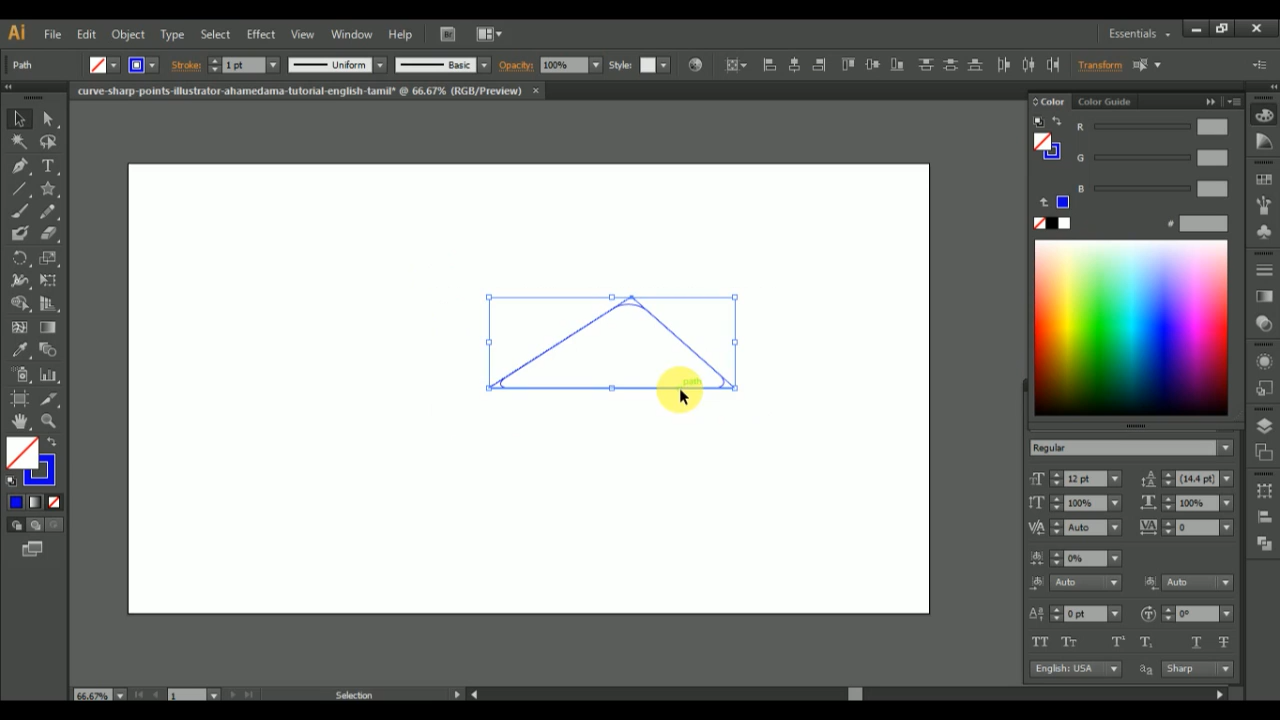 Ai File Edit Object Type Select Effect View Window Help Br Essentials
Path Stroke: 1 pt Uniform Basic Opacity: 100% Style: Transform
curve-sharp-points-illustrator-ahamedama-tutorial-english-tamil* @ 66.67% (RGB/Preview)
Color Color Guide
R
G
B
#
path
Regular
12 pt (14.4 pt)
100% 100%
Auto 0
0%
Auto Auto
0 pt 0°
English: USA Sharp
66.67% 1 Selection